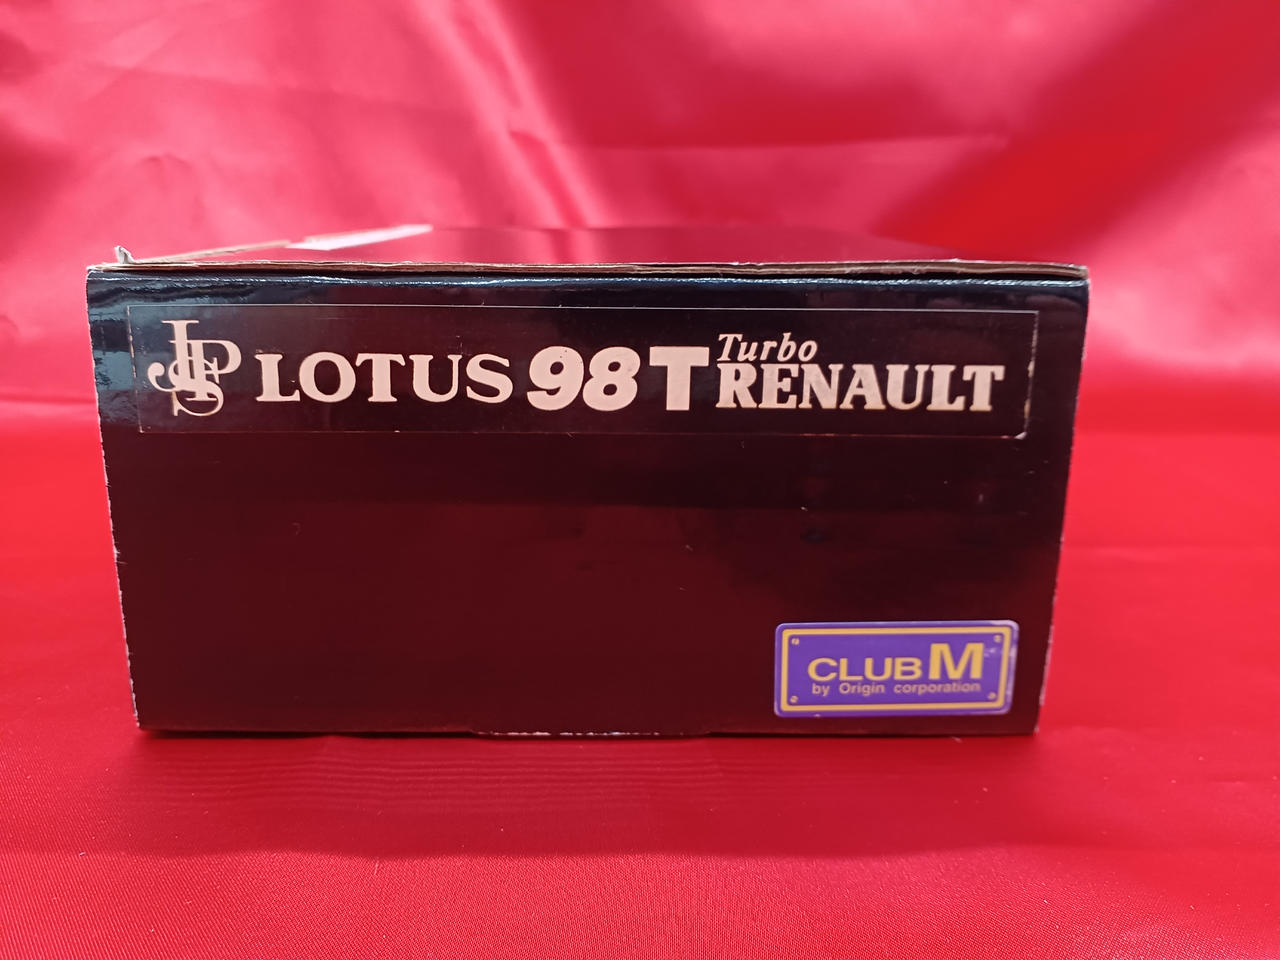 JPS LOTUS 98T Turbo RENAULT
CLUB M
by Origin corporation